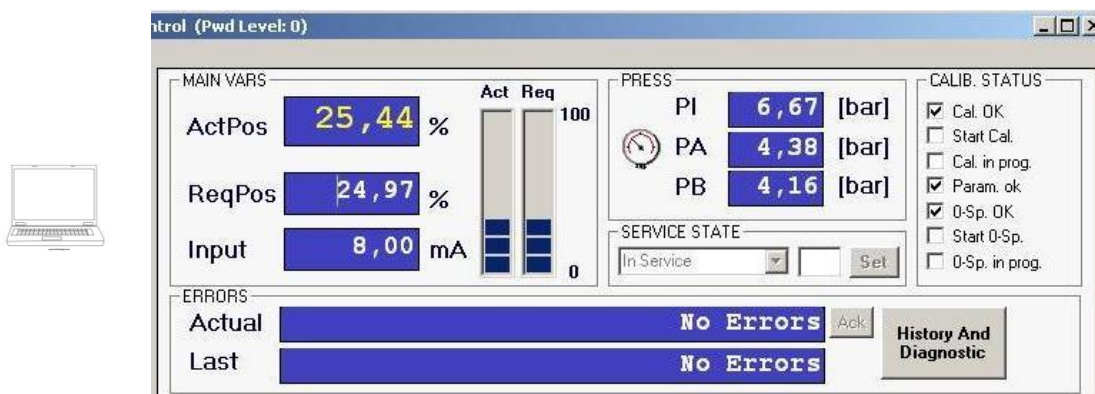 ntrol (Pwd Level: 0)
MAIN VARS
Act Req
ActPos 25,44 %
100
ReqPos 24,97 %
Input 8,00 mA
0
PRESS
PI 6,67 [bar]
PA 4,38 [bar]
PB 4,16 [bar]
SERVICE STATE
In Service Set
CALIB. STATUS
Cal. OK
Start Cal.
Cal. in prog.
Param. ok
0-Sp. OK
Start 0-Sp.
0-Sp. in prog.
ERRORS
Actual No Errors Ack
Last No Errors
History And
Diagnostic